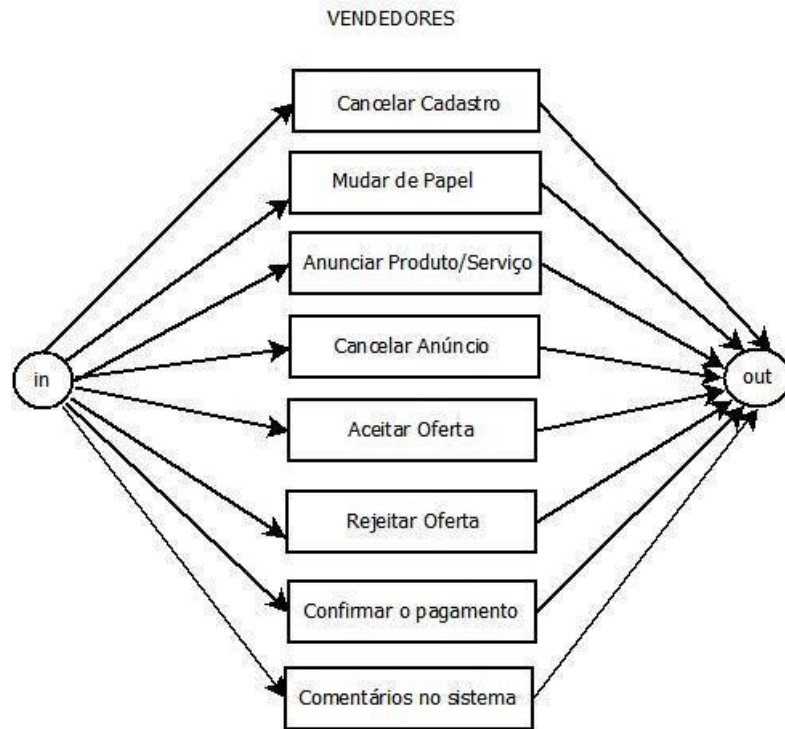 VENDEDORES
Cancelar Cadastro
Mudar de Papel
Anunciar Produto/Serviço
Cancelar Anúncio
in
out
Aceitar Oferta
Rejeitar Oferta
Confirmar o pagamento
Comentários no sistema